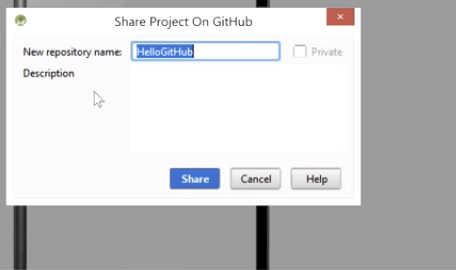 Share Project On GitHub
New repository name: HelloGitHub Private
Description
Share Cancel Help